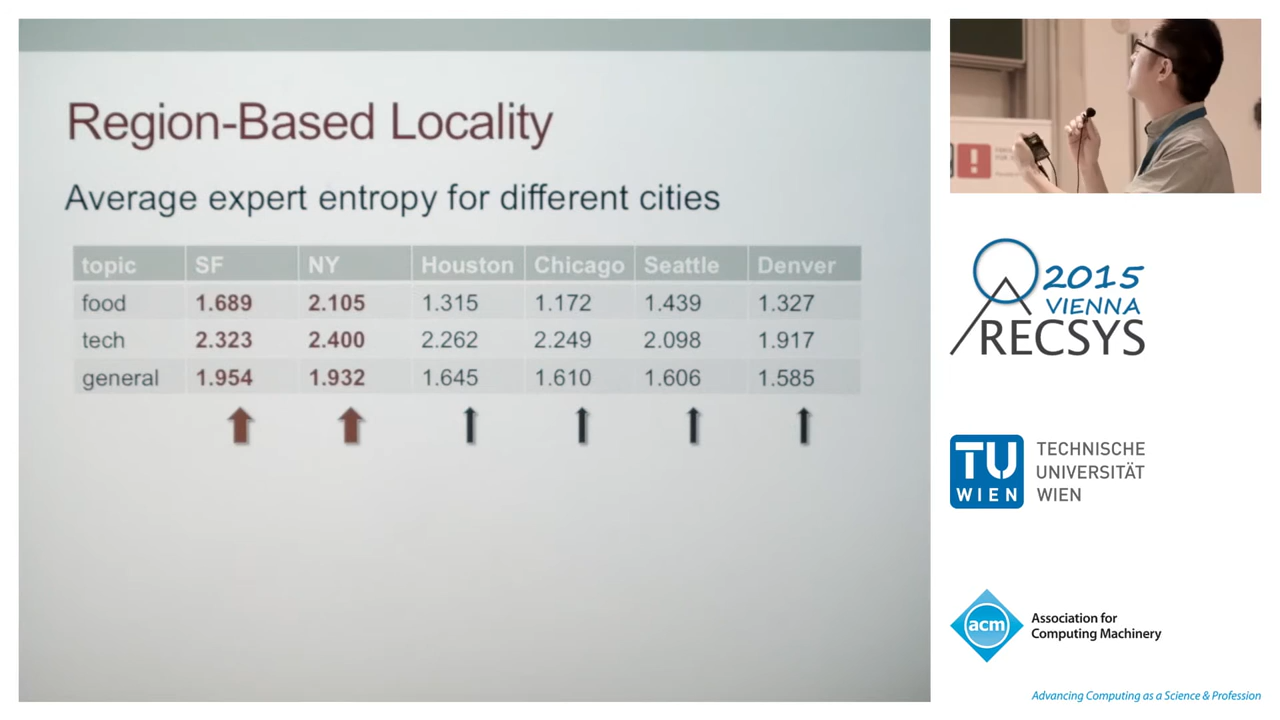 Region-Based Locality
Average expert entropy for different cities
topic SF NY Houston Chicago Seattle Denver
food 1.689 2.105 1.315 1.172 1.439 1.327
tech 2.323 2.400 2.262 2.249 2.098 1.917
general 1.954 1.932 1.645 1.610 1.606 1.585
2015
VIENNA
RECSYS
TU
WIEN
TECHNISCHE
UNIVERSITÄT
WIEN
acm
Association for
Computing Machinery
Advancing Computing as a Science & Profession